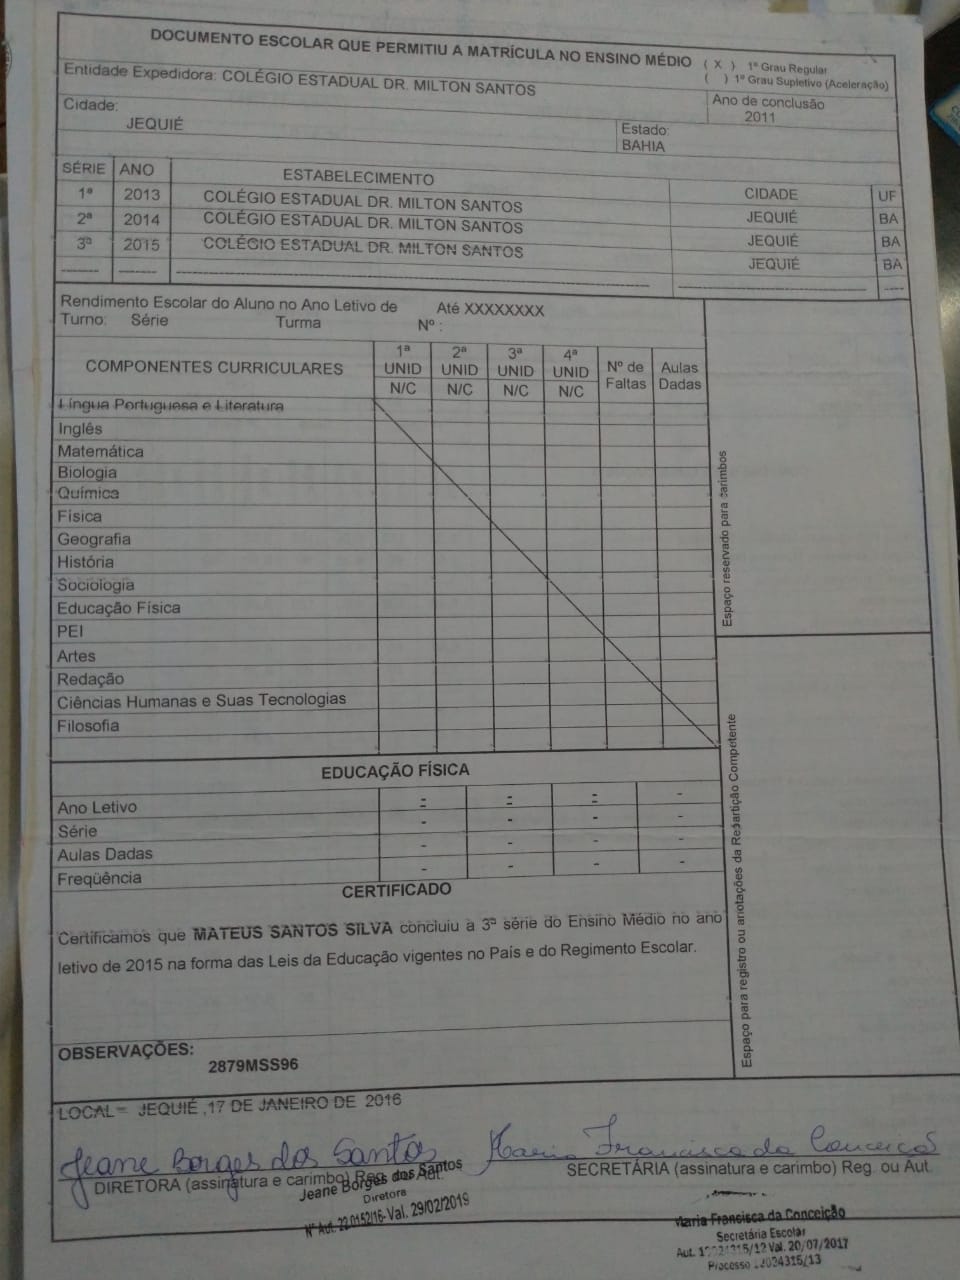 DOCUMENTO ESCOLAR QUE PERMITIU A MATRÍCULA NO ENSINO MÉDIO ( X ) 1º Grau Regular
( ) 1º Grau Supletivo (Aceleração)
Entidade Expedidora: COLÉGIO ESTADUAL DR. MILTON SANTOS
Ano de conclusão
2011
Cidade:
JEQUIÉ
Estado:
BAHIA
SÉRIE ANO ESTABELECIMENTO CIDADE UF
1ª 2013 COLÉGIO ESTADUAL DR. MILTON SANTOS JEQUIÉ BA
2ª 2014 COLÉGIO ESTADUAL DR. MILTON SANTOS JEQUIÉ BA
3ª 2015 COLÉGIO ESTADUAL DR. MILTON SANTOS JEQUIÉ BA
Rendimento Escolar do Aluno no Ano Letivo de Até XXXXXXXX
Turno: Série Turma Nº :
COMPONENTES CURRICULARES 1ª UNID 2ª UNID 3ª UNID 4ª UNID Nº de Faltas Aulas Dadas
N/C N/C N/C N/C
Língua Portuguesa e Literatura
Inglês
Matemática
Biologia
Química
Física
Geografia
História
Sociologia
Educação Física
PEI
Artes
Redação
Ciências Humanas e Suas Tecnologias
Filosofia
Espaço reservado para carimbos
EDUCAÇÃO FÍSICA
Ano Letivo - - - -
Série - - - -
Aulas Dadas - - - -
Freqüência - - - -
Espaço para registro ou anotações da Repartição Competente
CERTIFICADO
Certificamos que MATEUS SANTOS SILVA concluiu a 3ª série do Ensino Médio no ano
letivo de 2015 na forma das Leis da Educação vigentes no País e do Regimento Escolar.
OBSERVAÇÕES:
2879MSS96
LOCAL= JEQUIÉ ,17 DE JANEIRO DE 2016
Jeane Borges dos Santos Maria Francisca da Conceição
DIRETORA (assinatura e carimbo) Reg. ou Aut. SECRETÁRIA (assinatura e carimbo) Reg. ou Aut.
Jeane Borges dos Santos
Diretora
Nº Aut. 22.0152/16- Val. 29/02/2019
Maria Francisca da Conceição
Secretária Escolar
Val. 20/07/2017
Processo